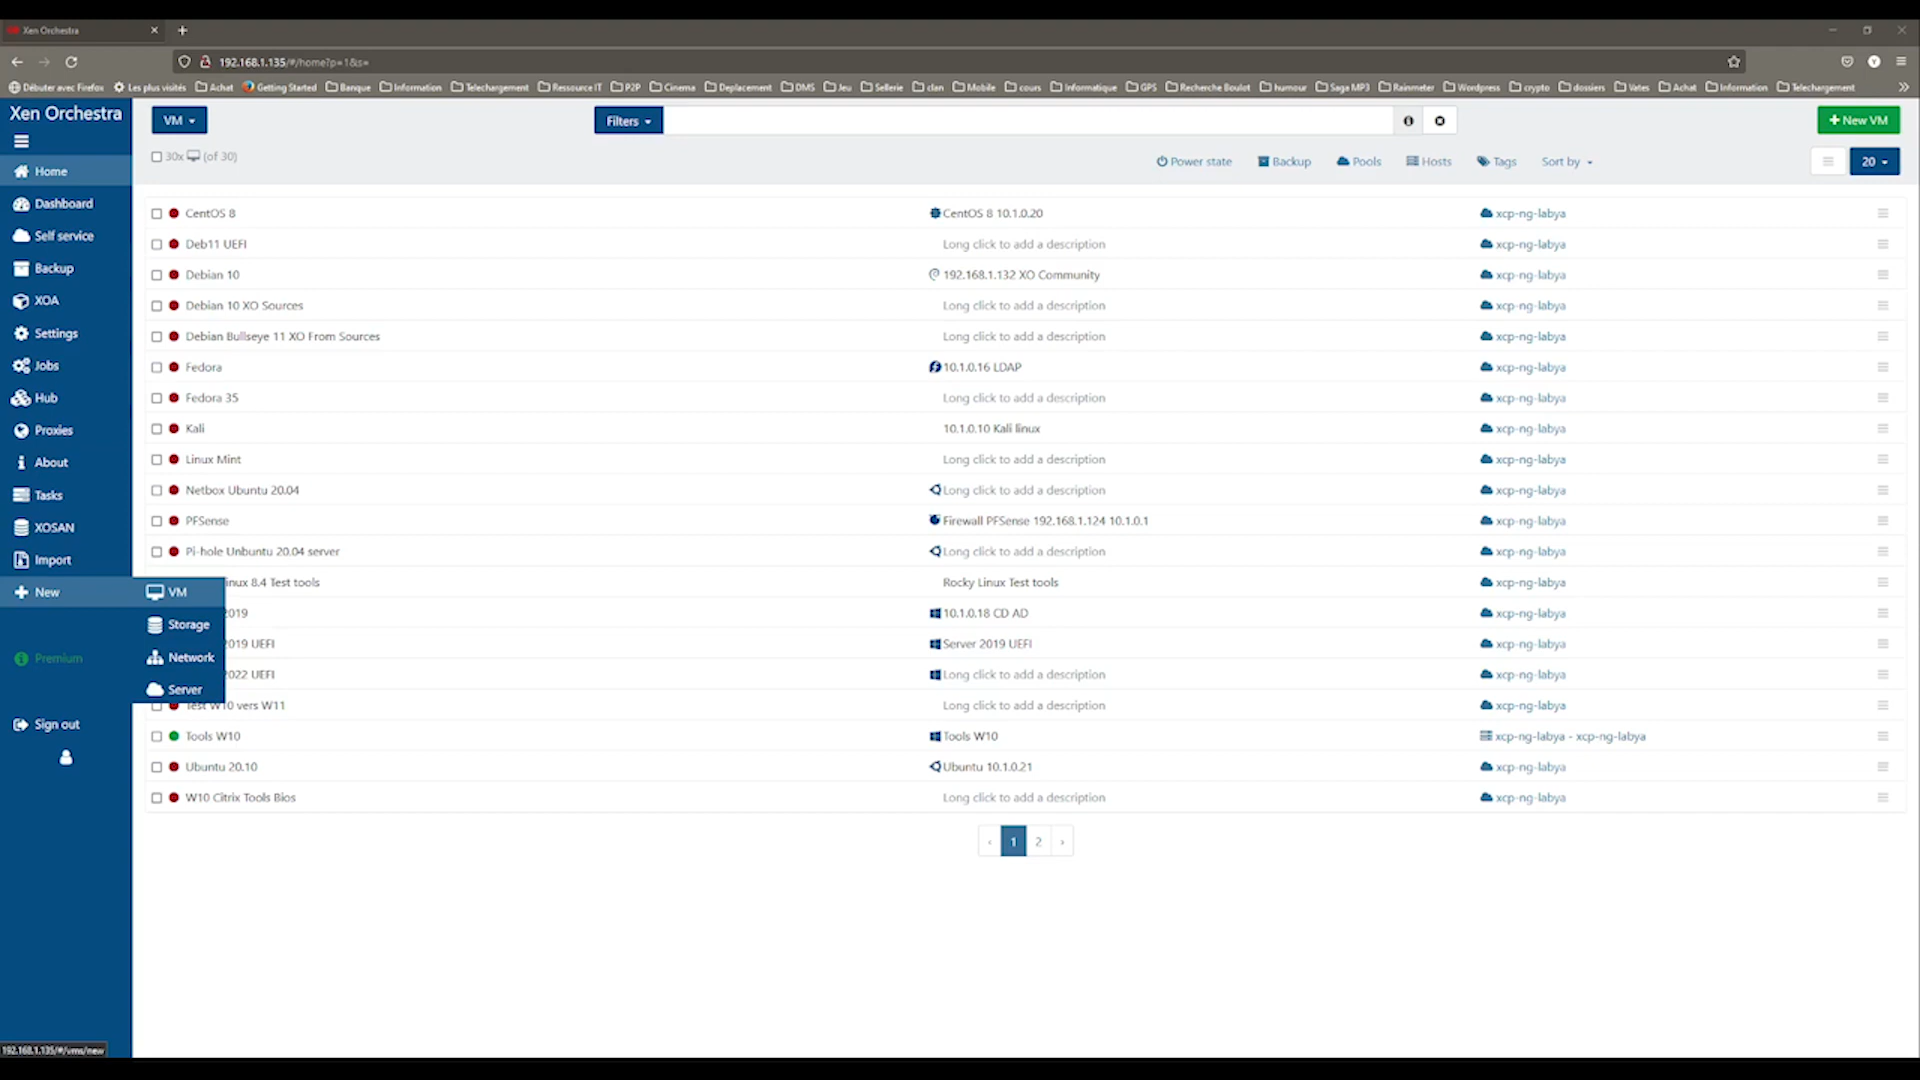 Xen Orchestra
192.168.1.135/#/home?p=1&s=
Débuter avec Firefox Les plus visités Achat Getting Started Banque Information Telechargement Ressource IT P2P Cinema Deplacement DMS Jeu Sellerie clan Mobile cours Informatique GPS Recherche Boulot humour Saga MP3 Rainmeter Wordpress crypto dossiers Vates Achat Information Telechargement
Xen Orchestra
VM
Filters
New VM
30x (of 30)
Power state Backup Pools Hosts Tags Sort by
20
Home
Dashboard
Self service
Backup
XOA
Settings
Jobs
Hub
Proxies
About
Tasks
XOSAN
Import
New
Premium
Sign out
VM
Storage
Network
Server
CentOS 8 CentOS 8 10.1.0.20 xcp-ng-labya
Deb11 UEFI Long click to add a description xcp-ng-labya
Debian 10 192.168.1.132 XO Community xcp-ng-labya
Debian 10 XO Sources Long click to add a description xcp-ng-labya
Debian Bullseye 11 XO From Sources Long click to add a description xcp-ng-labya
Fedora 10.1.0.16 LDAP xcp-ng-labya
Fedora 35 Long click to add a description xcp-ng-labya
Kali 10.1.0.10 Kali linux xcp-ng-labya
Linux Mint Long click to add a description xcp-ng-labya
Netbox Ubuntu 20.04 Long click to add a description xcp-ng-labya
PFSense Firewall PFSense 192.168.1.124 10.1.0.1 xcp-ng-labya
Pi-hole Unbuntu 20.04 server Long click to add a description xcp-ng-labya
inux 8.4 Test tools Rocky Linux Test tools xcp-ng-labya
2019 10.1.0.18 CD AD xcp-ng-labya
2019 UEFI Server 2019 UEFI xcp-ng-labya
2022 UEFI Long click to add a description xcp-ng-labya
Test W10 vers W11 Long click to add a description xcp-ng-labya
Tools W10 Tools W10 xcp-ng-labya - xcp-ng-labya
Ubuntu 20.10 Ubuntu 10.1.0.21 xcp-ng-labya
W10 Citrix Tools Bios Long click to add a description xcp-ng-labya
‹ 1 2 ›
192.168.1.135/#/vms/new